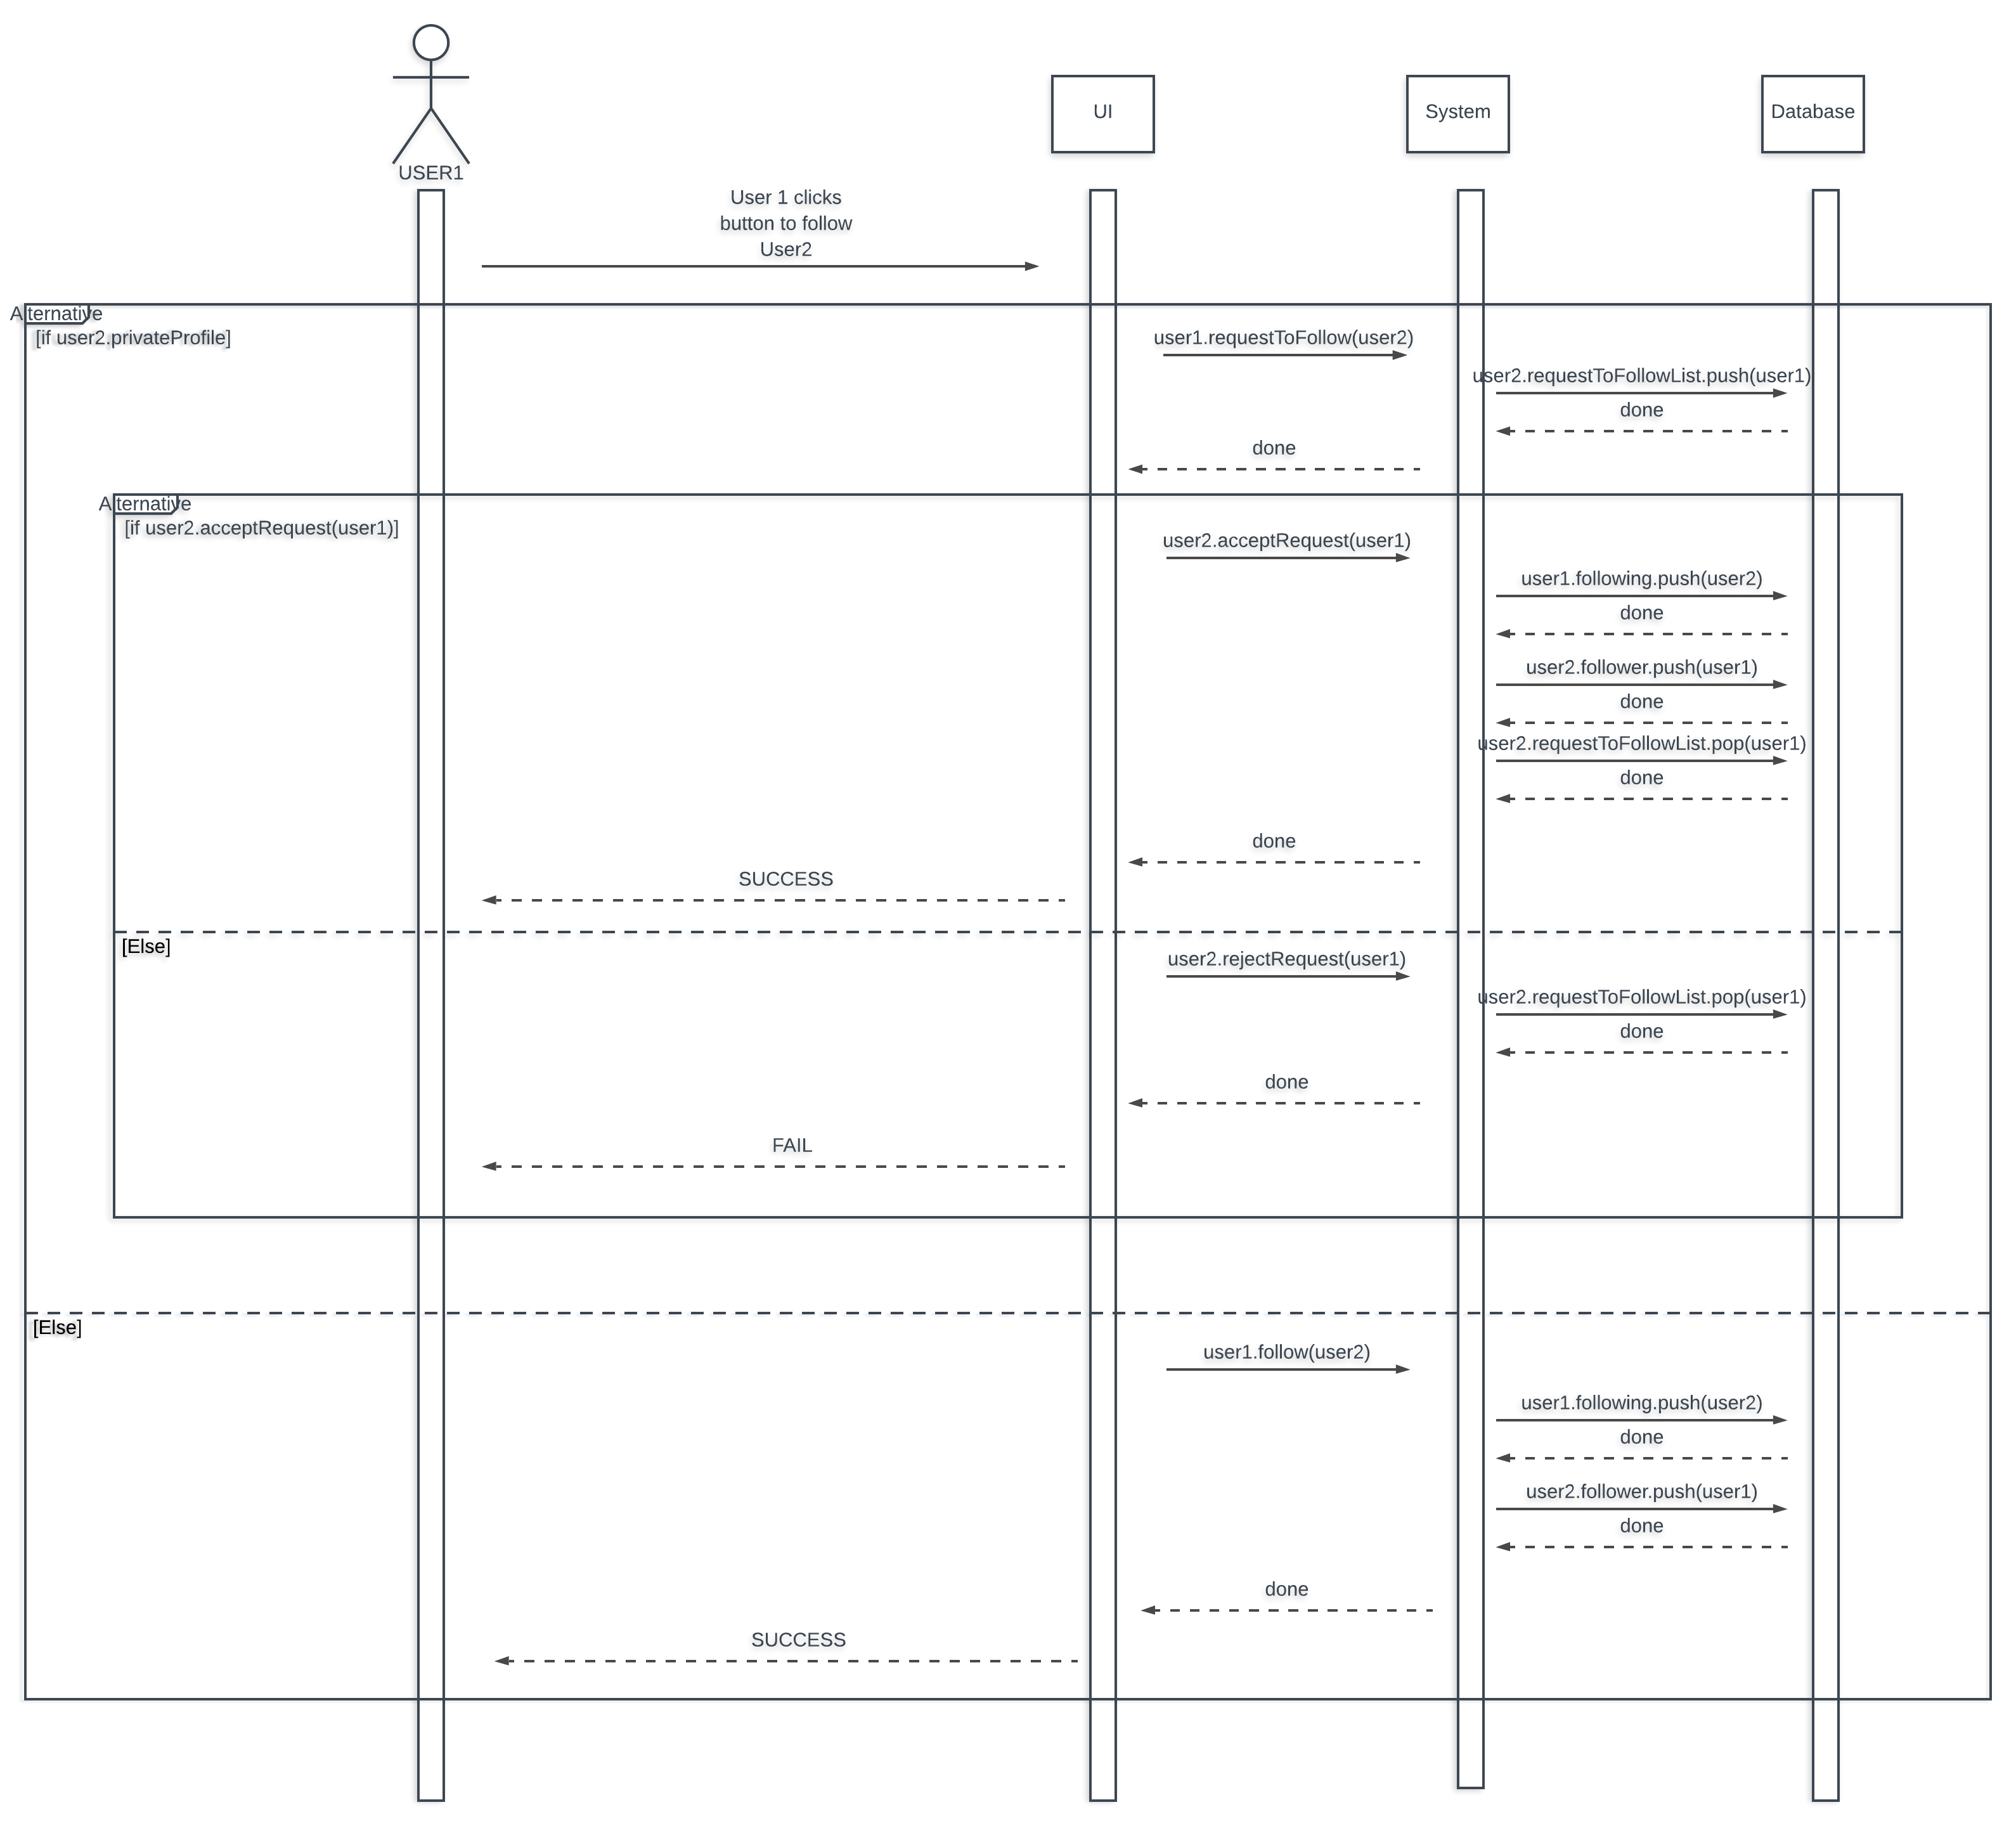 USER1
UI
System
Database
User 1 clicks
button to follow
User2
Alternative
[if user2.privateProfile]
user1.requestToFollow(user2)
user2.requestToFollowList.push(user1)
done
done
Alternative
[if user2.acceptRequest(user1)]
user2.acceptRequest(user1)
user1.following.push(user2)
done
user2.follower.push(user1)
done
user2.requestToFollowList.pop(user1)
done
done
SUCCESS
[Else]
user2.rejectRequest(user1)
user2.requestToFollowList.pop(user1)
done
done
FAIL
[Else]
user1.follow(user2)
user1.following.push(user2)
done
user2.follower.push(user1)
done
done
SUCCESS